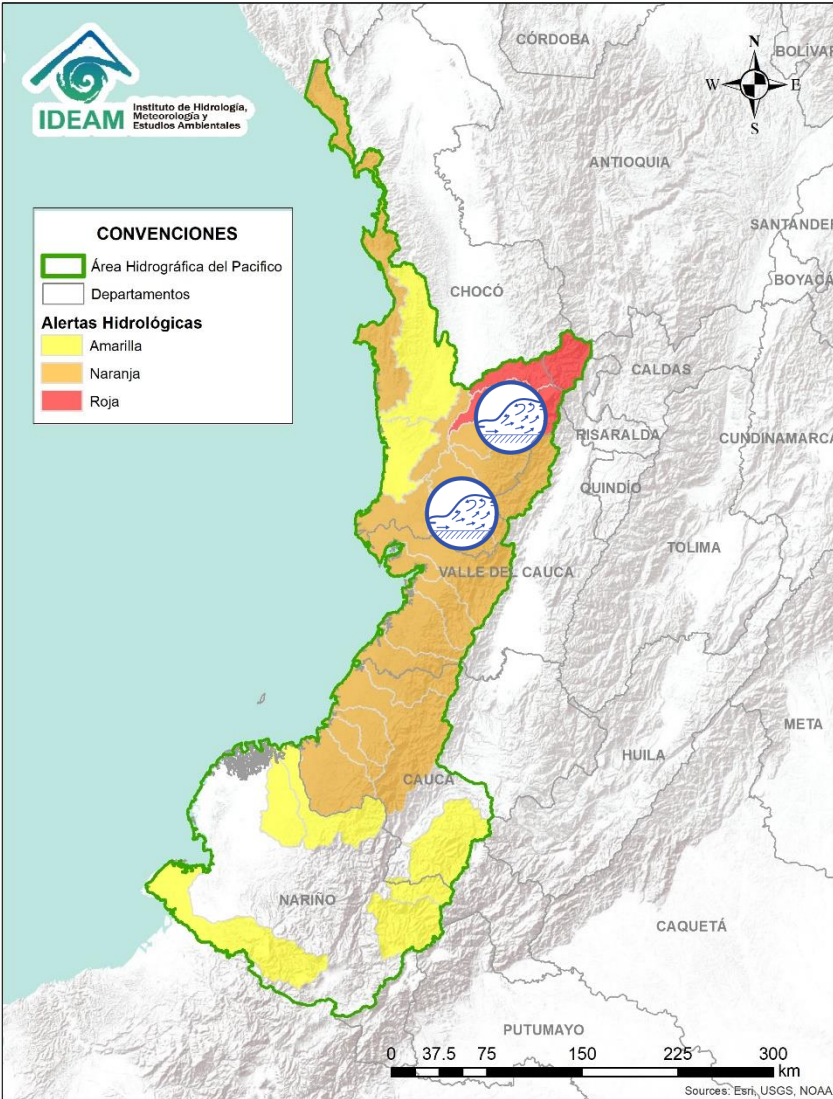 IDEAM
Instituto de Hidrología,
Meteorología y
Estudios Ambientales
N
W
E
S
CÓRDOBA
BOLÍVAR
ANTIOQUIA
SANTANDER
BOYACÁ
CONVENCIONES
Área Hidrográfica del Pacifico
Departamentos
Alertas Hidrológicas
Amarilla
Naranja
Roja
CHOCÓ
CALDAS
RISARALDA
CUNDINAMARCA
QUINDÍO
TOLIMA
VALLE DEL CAUCA
META
HUILA
CAUCA
NARIÑO
CAQUETÁ
PUTUMAYO
0 37.5 75 150 225 300
km
Sources: Esri, USGS, NOAA